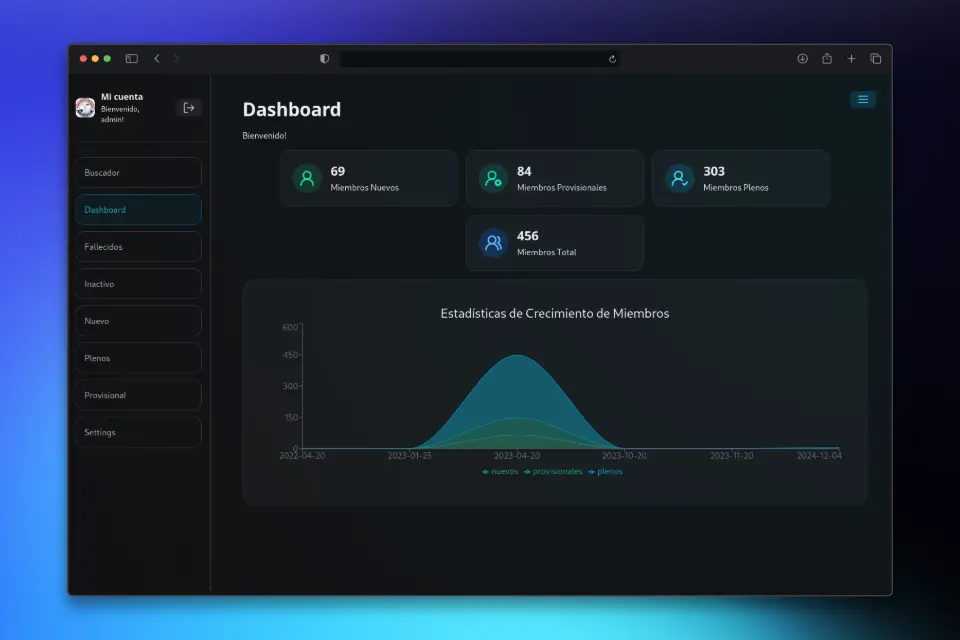 Mi cuenta
Bienvenido,
admin!
Buscador
Dashboard
Fallecidos
Inactivo
Nuevo
Plenos
Provisional
Settings
Dashboard
Bienvenido!
69
Miembros Nuevos
84
Miembros Provisionales
303
Miembros Plenos
456
Miembros Total
Estadísticas de Crecimiento de Miembros
600
450
300
150
0
2022-04-20 2023-01-25 2023-04-20 2023-10-20 2023-11-20 2024-12-04
nuevos provisionales plenos